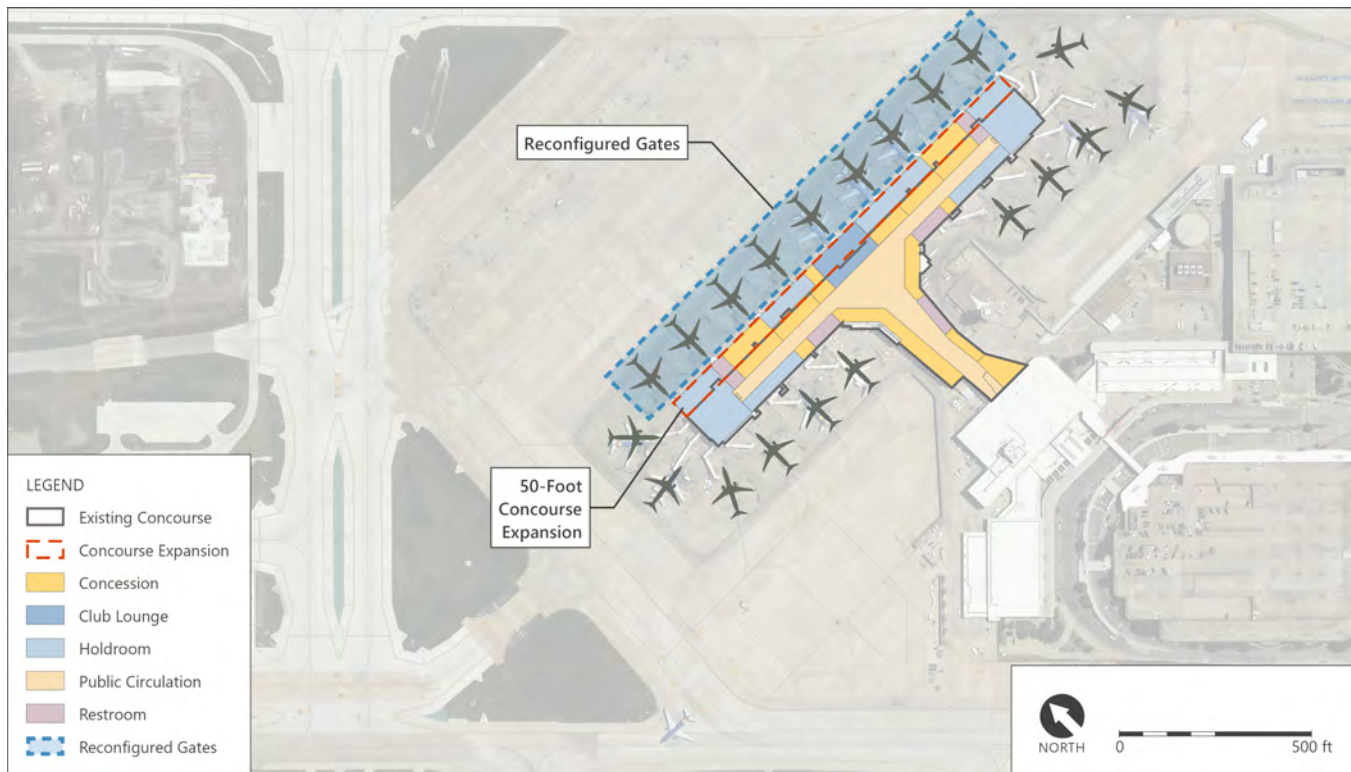 Reconfigured Gates
50-Foot
Concourse
Expansion
LEGEND
Existing Concourse
Concourse Expansion
Concession
Club Lounge
Holdroom
Public Circulation
Restroom
Reconfigured Gates
NORTH
0
500 ft